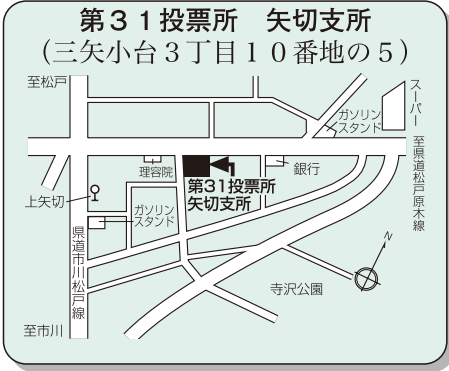 第３１投票所　矢切支所
（三矢小台３丁目１０番地の５）
至松戸
スーパー
ガソリン
スタンド
至県道松戸原木線
理容院
銀行
第31投票所
矢切支所
上矢切
ガソリン
スタンド
県道市川松戸線
N
寺沢公園
至市川